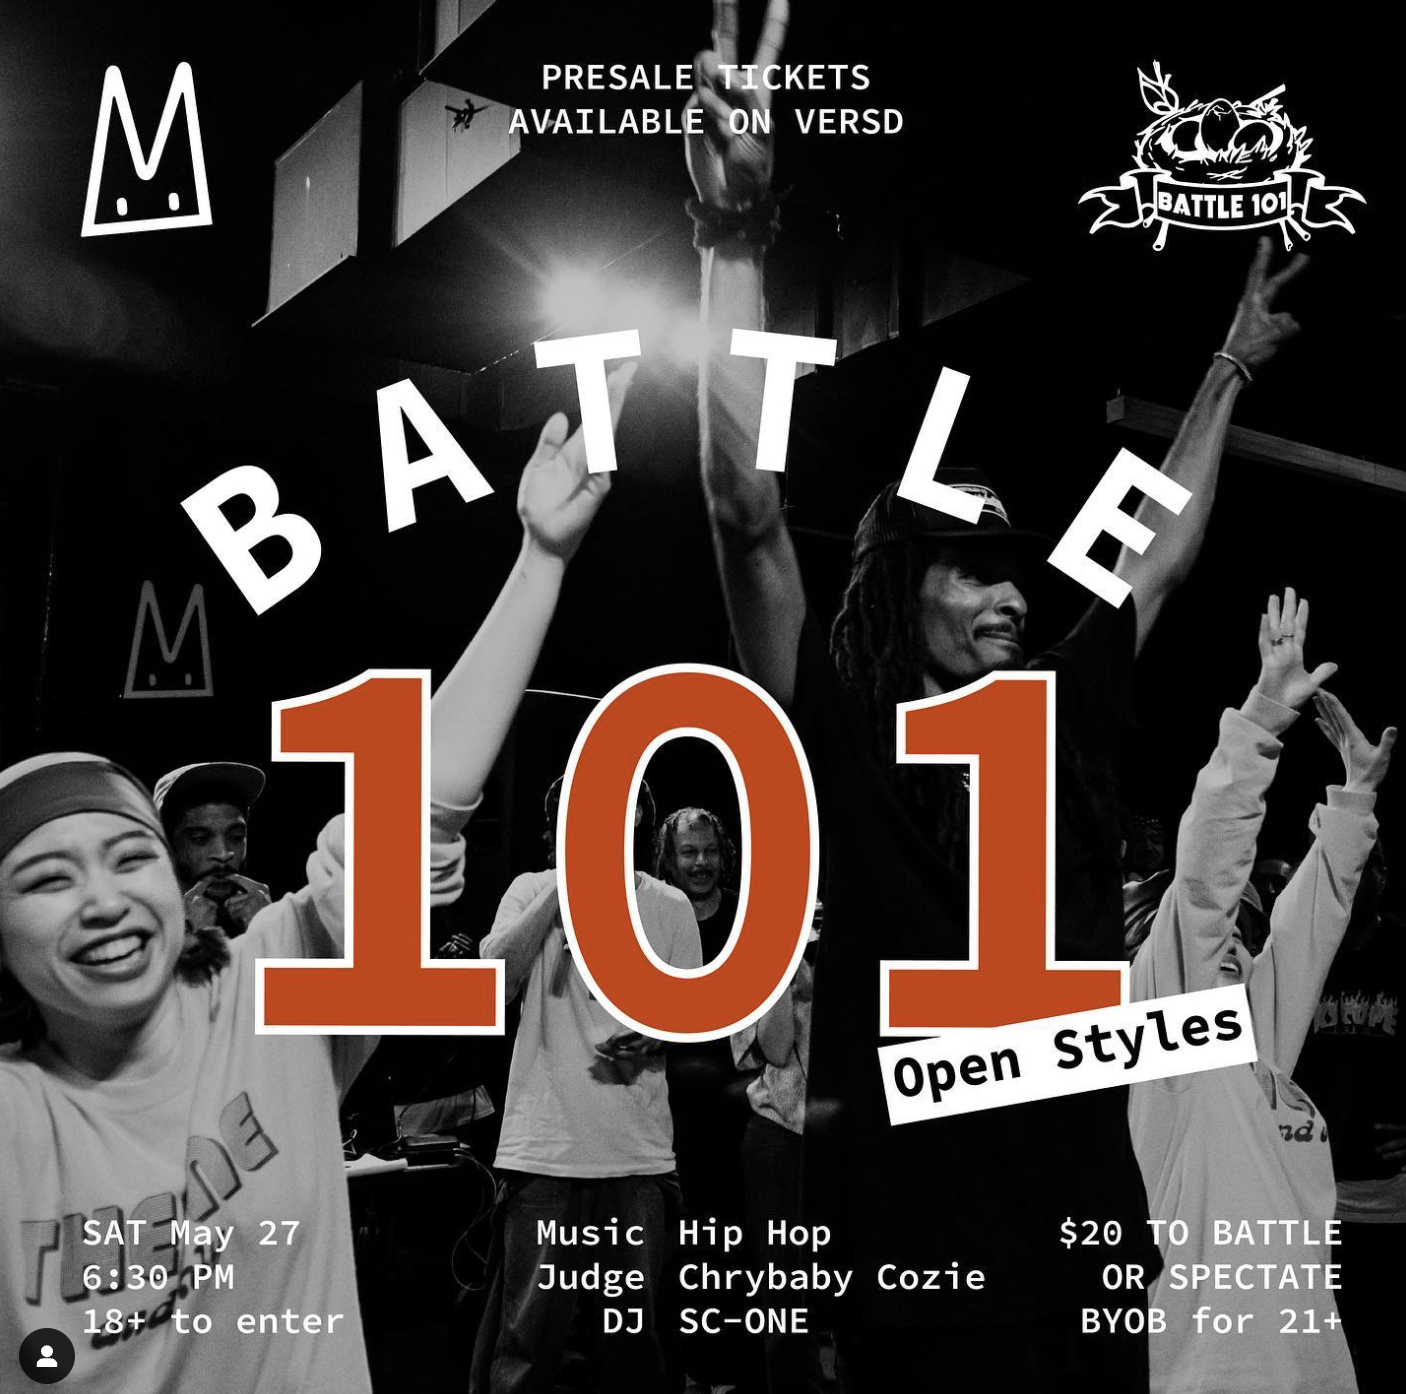 PRESALE TICKETS
AVAILABLE ON VERSD
BATTLE 101
BATTLE
101
Open Styles
THEME
SAT May 27
6:30 PM
18+ to enter
Music Hip Hop
Judge Chrybaby Cozie
DJ SC-ONE
$20 TO BATTLE
OR SPECTATE
BYOB for 21+